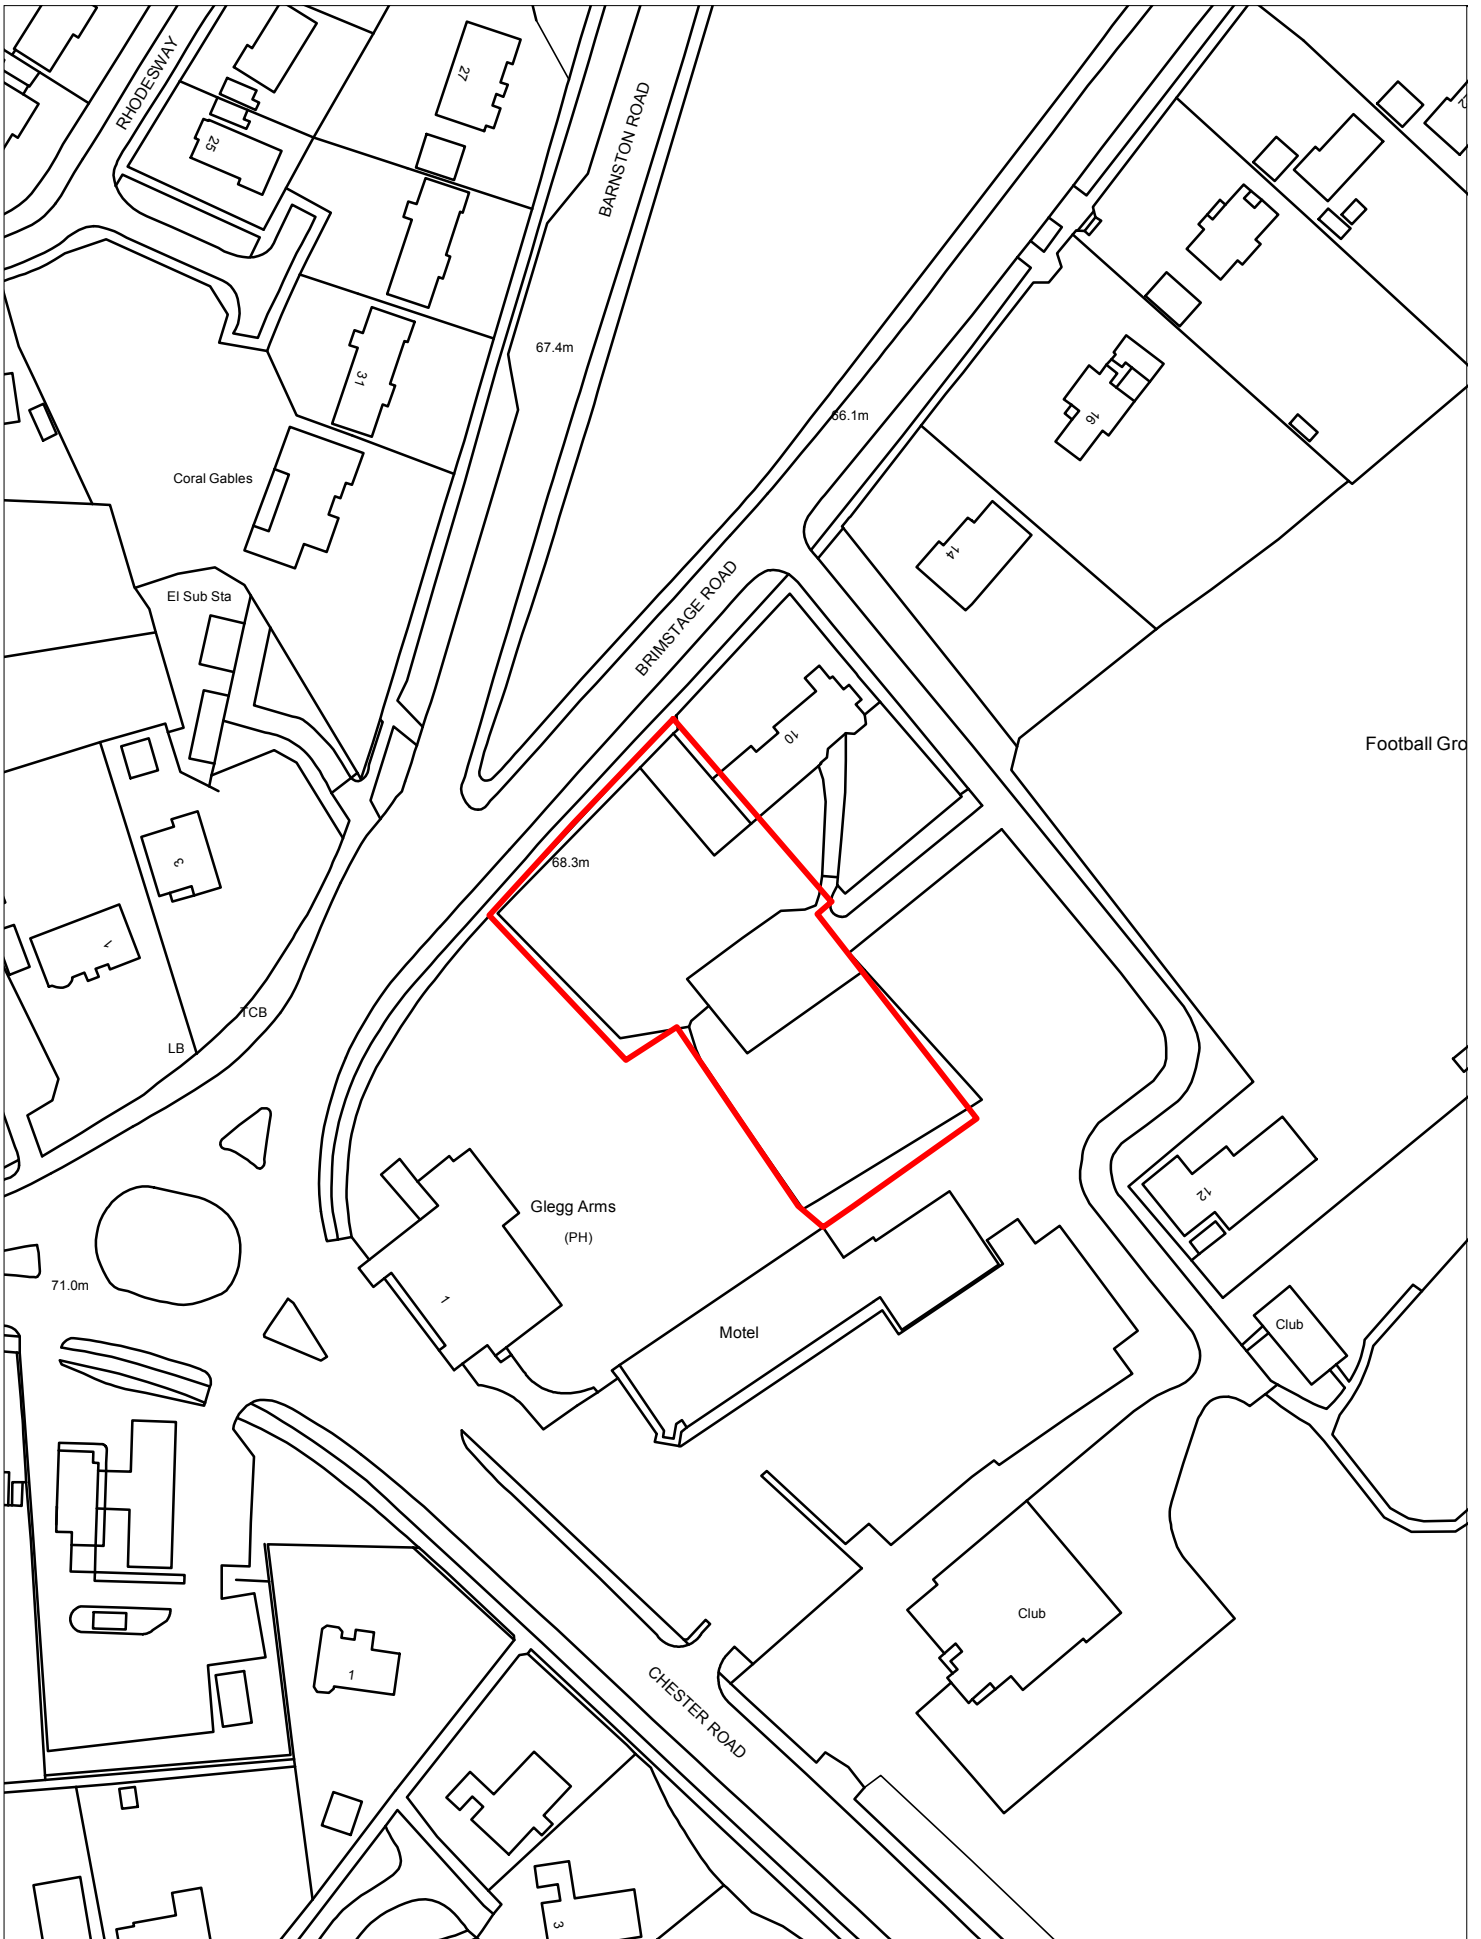 RHODESWAY
27
25
BARNSTON ROAD
67.4m
31
66.1m
16
Coral Gables
14
El Sub Sta
BRIMSTAGE ROAD
10
Football Gro
3
68.3m
1
TCB
LB
12
Glegg Arms
(PH)
71.0m
1
Motel
Club
Club
1
CHESTER ROAD
3